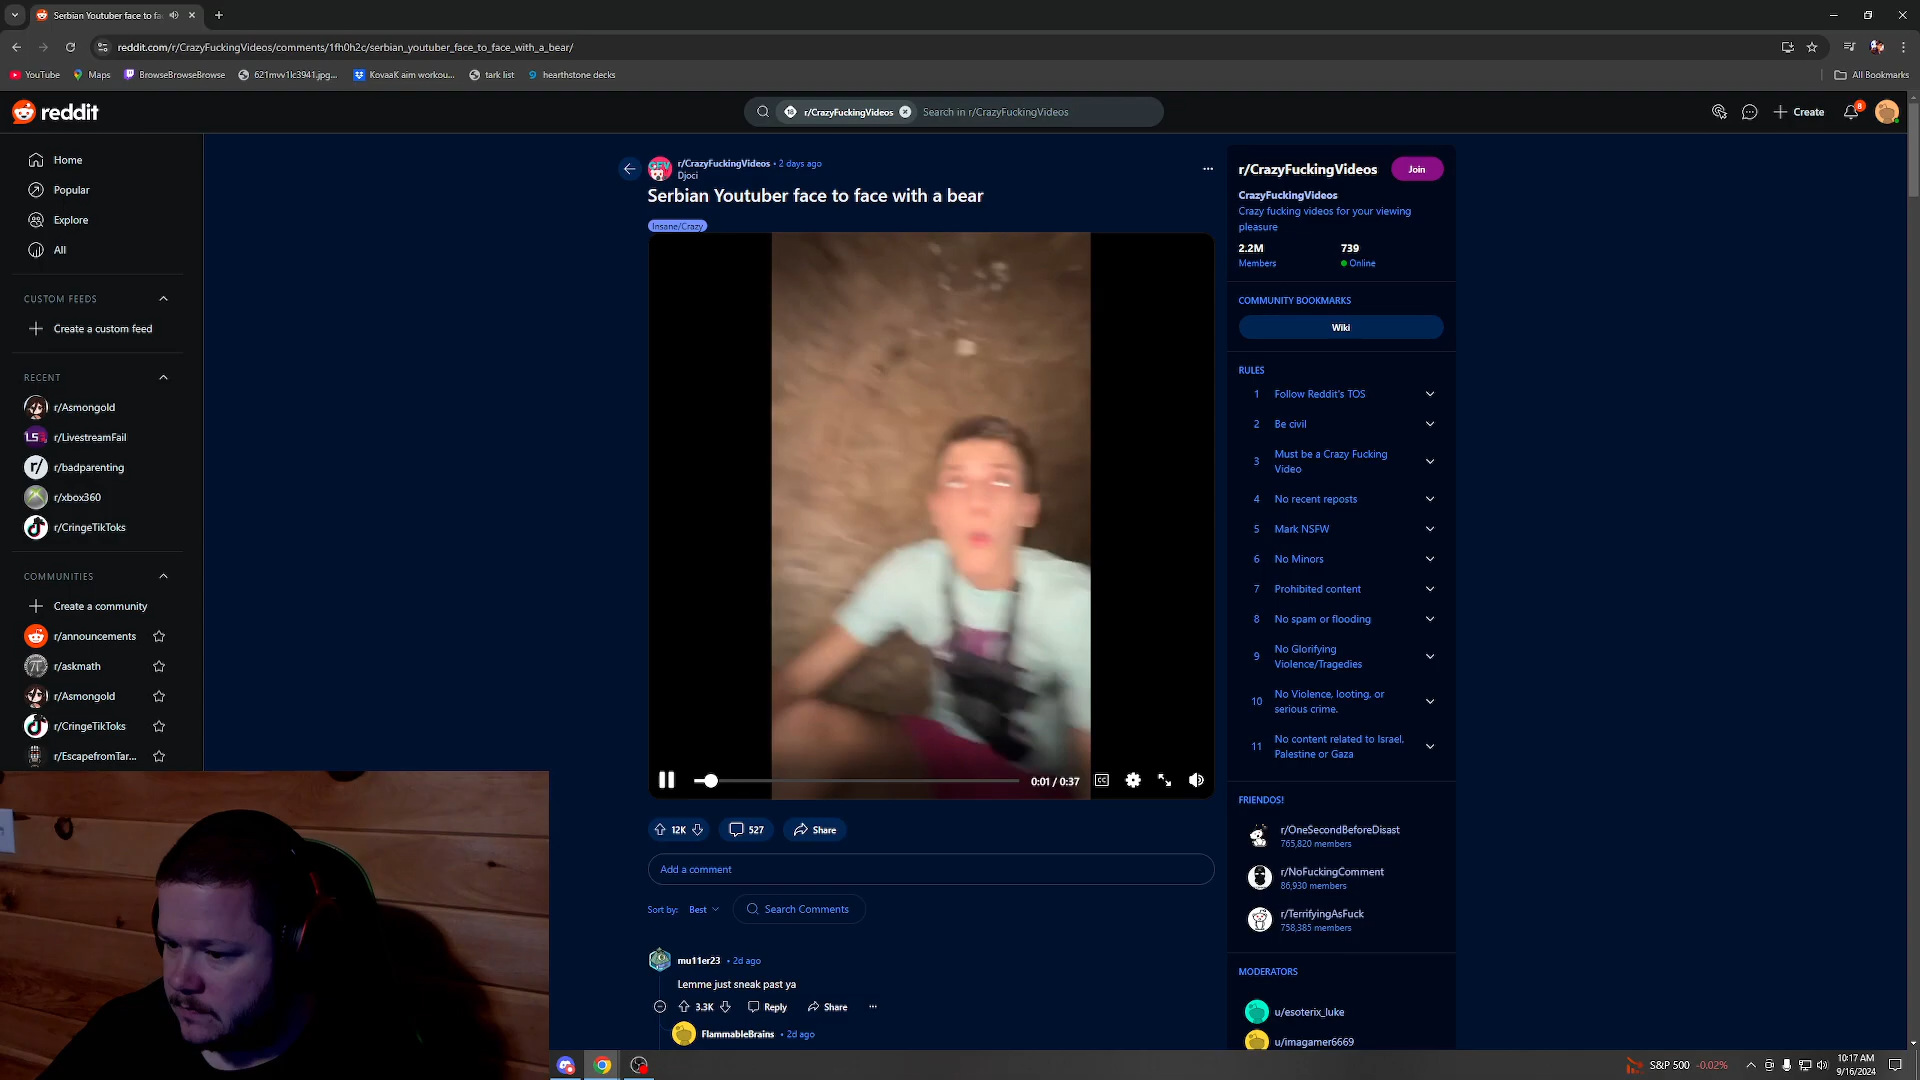 Serbian Youtuber face to fa
reddit.com/r/CrazyFuckingVideos/comments/1fh0h2c/serbian_youtuber_face_to_face_with_a_bear/
YouTube
Maps
BrowseBrowseBrowse
621mvv1lc3941.jpg...
KovaaK aim workou...
tark list
hearthstone decks
All Bookmarks
reddit
r/CrazyFuckingVideos
Search in r/CrazyFuckingVideos
Create
8
Home
Popular
Explore
All
CUSTOM FEEDS
Create a custom feed
RECENT
r/Asmongold
r/LivestreamFail
r/badparenting
r/xbox360
r/CringeTikToks
COMMUNITIES
Create a community
r/announcements
r/askmath
r/Asmongold
r/CringeTikToks
r/EscapefromTar...
r/CrazyFuckingVideos • 2 days ago
Djoci
Serbian Youtuber face to face with a bear
Insane/Crazy
0:01 / 0:37
CC
12K
527
Share
Add a comment
Sort by: Best
Search Comments
mu11er23 • 2d ago
Lemme just sneak past ya
3.3K
Reply
Share
FlammableBrains • 2d ago
r/CrazyFuckingVideos
Join
CrazyFuckingVideos
Crazy fucking videos for your viewing
pleasure
2.2M
739
Members
Online
COMMUNITY BOOKMARKS
Wiki
RULES
1 Follow Reddit's TOS
2 Be civil
3 Must be a Crazy Fucking
Video
4 No recent reposts
5 Mark NSFW
6 No Minors
7 Prohibited content
8 No spam or flooding
9 No Glorifying
Violence/Tragedies
10 No Violence, looting, or
serious crime.
11 No content related to Israel,
Palestine or Gaza
FRIENDOS!
r/OneSecondBeforeDisast
765,820 members
r/NoFuckingComment
86,930 members
r/TerrifyingAsFuck
758,385 members
MODERATORS
u/esoterix_luke
u/imagamer6669
S&P 500 -0.02%
10:17 AM
9/16/2024